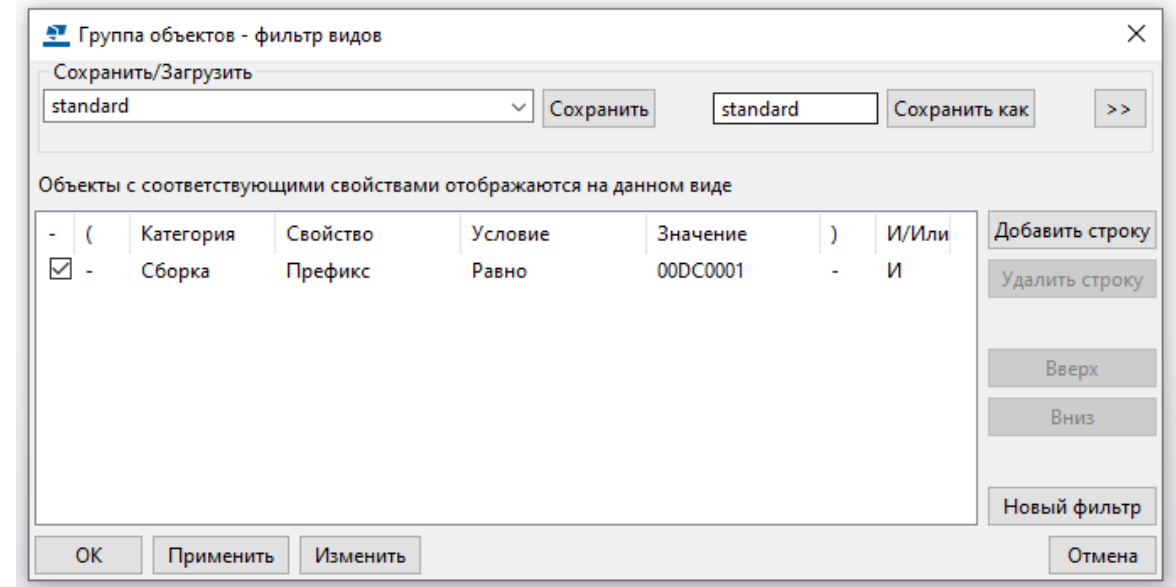 Группа объектов - фильтр видов
Сохранить/Загрузить
standard Сохранить standard Сохранить как >>
Объекты с соответствующими свойствами отображаются на данном виде
- ( Категория Свойство Условие Значение ) И/Или
- Сборка Префикс Равно 00DC0001 - И
Добавить строку
Удалить строку
Вверх
Вниз
Новый фильтр
ОК Применить Изменить Отмена